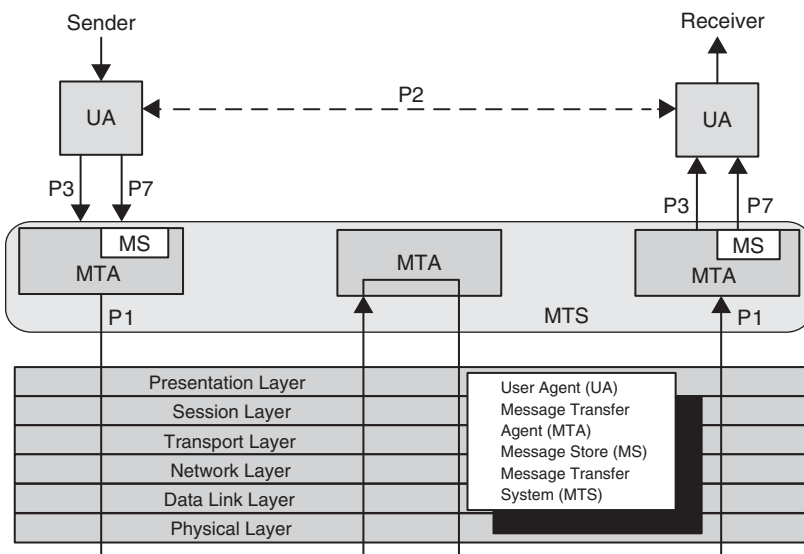 Sender
Receiver
P2
UA
UA
P3
P7
P3
P7
MS
MTA
MTA
MS
MTA
P1
MTS
P1
Presentation Layer
Session Layer
Transport Layer
Network Layer
Data Link Layer
Physical Layer
User Agent (UA)
Message Transfer
Agent (MTA)
Message Store (MS)
Message Transfer
System (MTS)